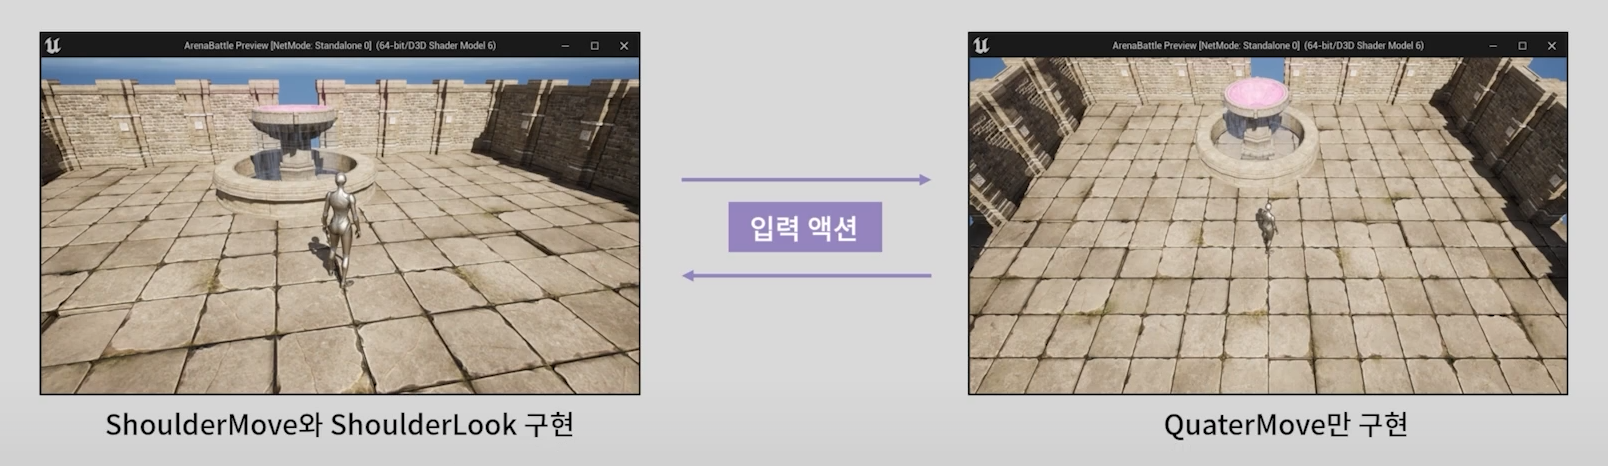 ArenaBattle Preview [NetMode: Standalone 0] (64-bit/D3D Shader Model 6)
ArenaBattle Preview [NetMode: Standalone 0] (64-bit/D3D Shader Model 6)
입력 액션
ShoulderMove와 ShoulderLook 구현
QuaterMove만 구현